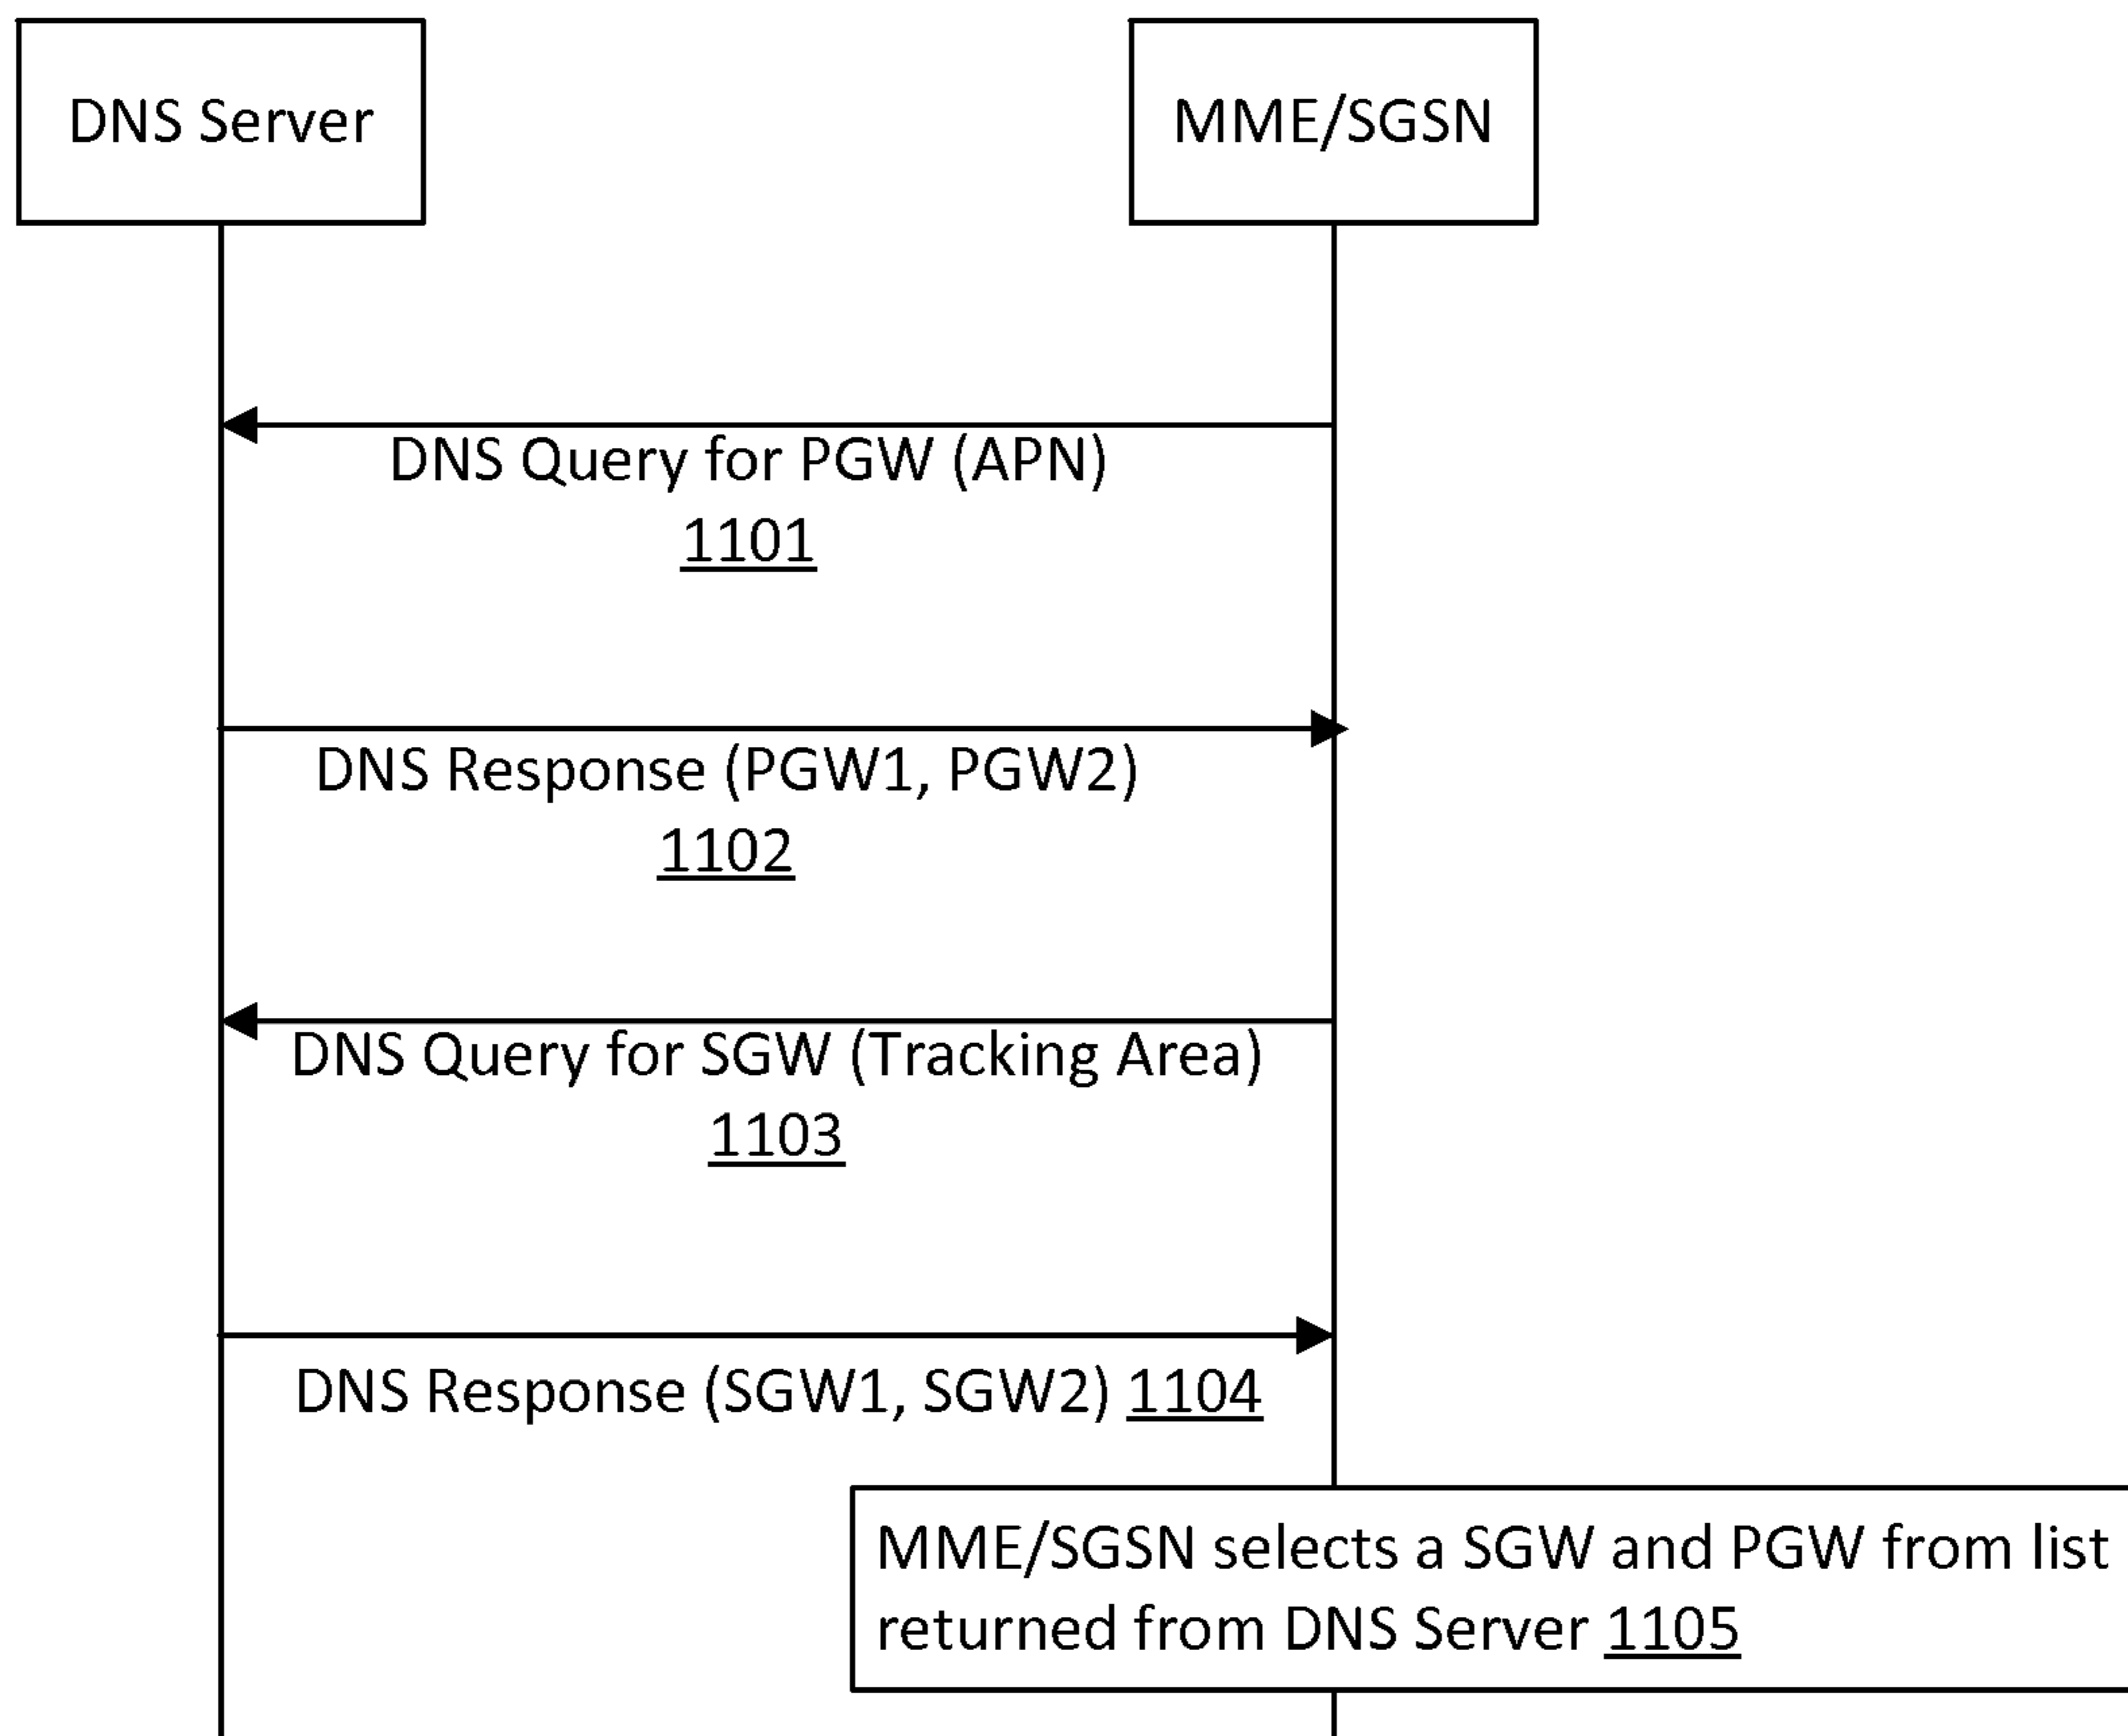 DNS Server
MME/SGSN
DNS Query for PGW (APN)
1101
DNS Response (PGW1, PGW2)
1102
DNS Query for SGW (Tracking Area)
1103
DNS Response (SGW1, SGW2) 1104
MME/SGSN selects a SGW and PGW from list
returned from DNS Server 1105